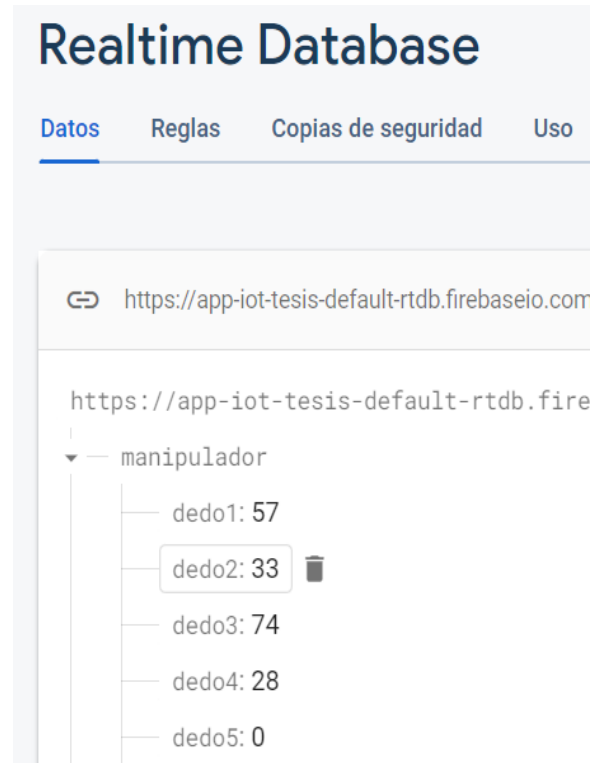 Realtime Database
Datos Reglas Copias de seguridad Uso
https://app-iot-tesis-default-rtdb.firebaseio.com
https://app-iot-tesis-default-rtdb.fire
manipulador
dedo1: 57
dedo2: 33
dedo3: 74
dedo4: 28
dedo5: 0